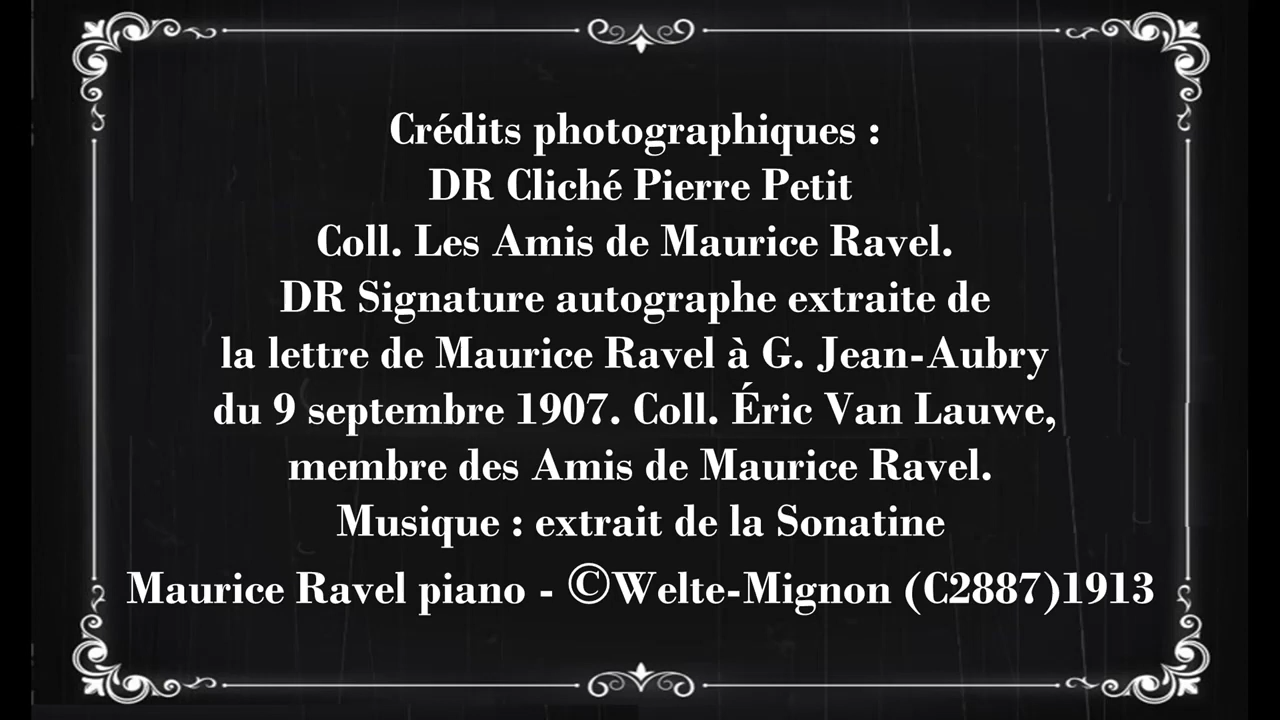 Crédits photographiques :
DR Cliché Pierre Petit
Coll. Les Amis de Maurice Ravel.
DR Signature autographe extraite de
la lettre de Maurice Ravel à G. Jean-Aubry
du 9 septembre 1907. Coll. Éric Van Lauwe,
membre des Amis de Maurice Ravel.
Musique : extrait de la Sonatine
Maurice Ravel piano - ©Welte-Mignon (C2887)1913